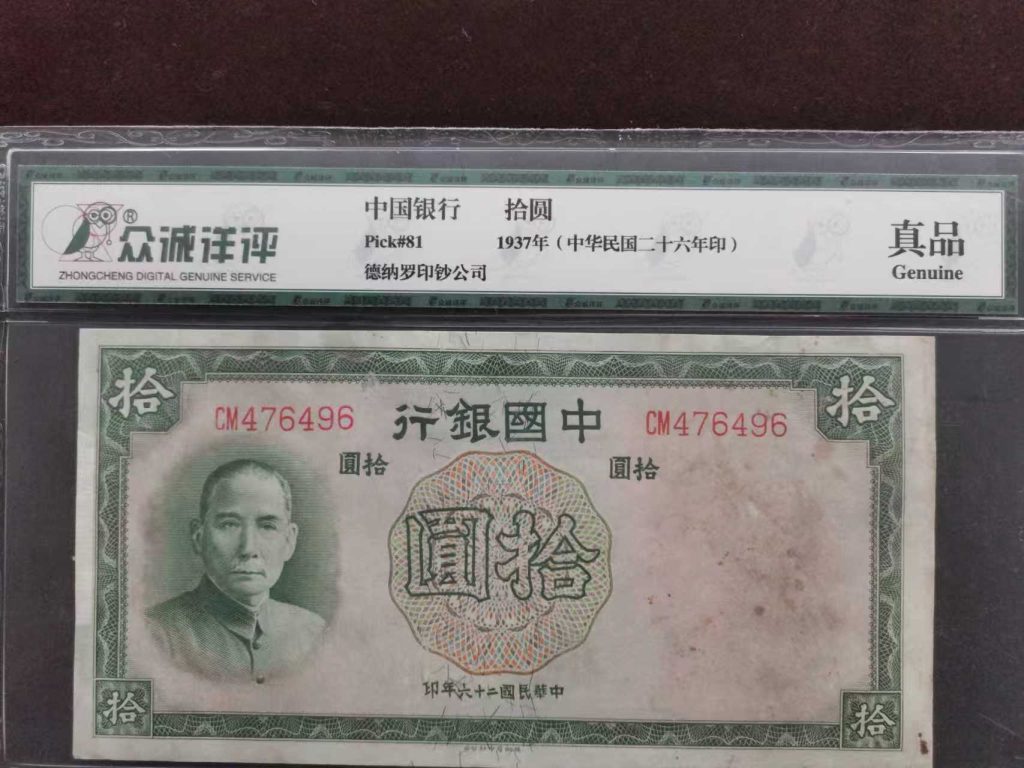 众诚评评
ZHONGCHENG DIGITAL GENUINE SERVICE
®
中国银行 拾圆
Pick#81 1937年（中华民国二十六年印）
德纳罗印钞公司
真品
Genuine
拾 拾
CM476496 行銀國中 CM476496
圓拾 圓拾
圓拾
印年六十二國民華中
拾 拾